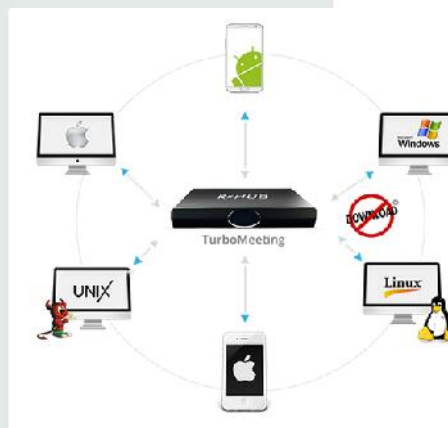 Windows
R-HUB
DOWNLOAD
TurboMeeting
UNIX
Linux